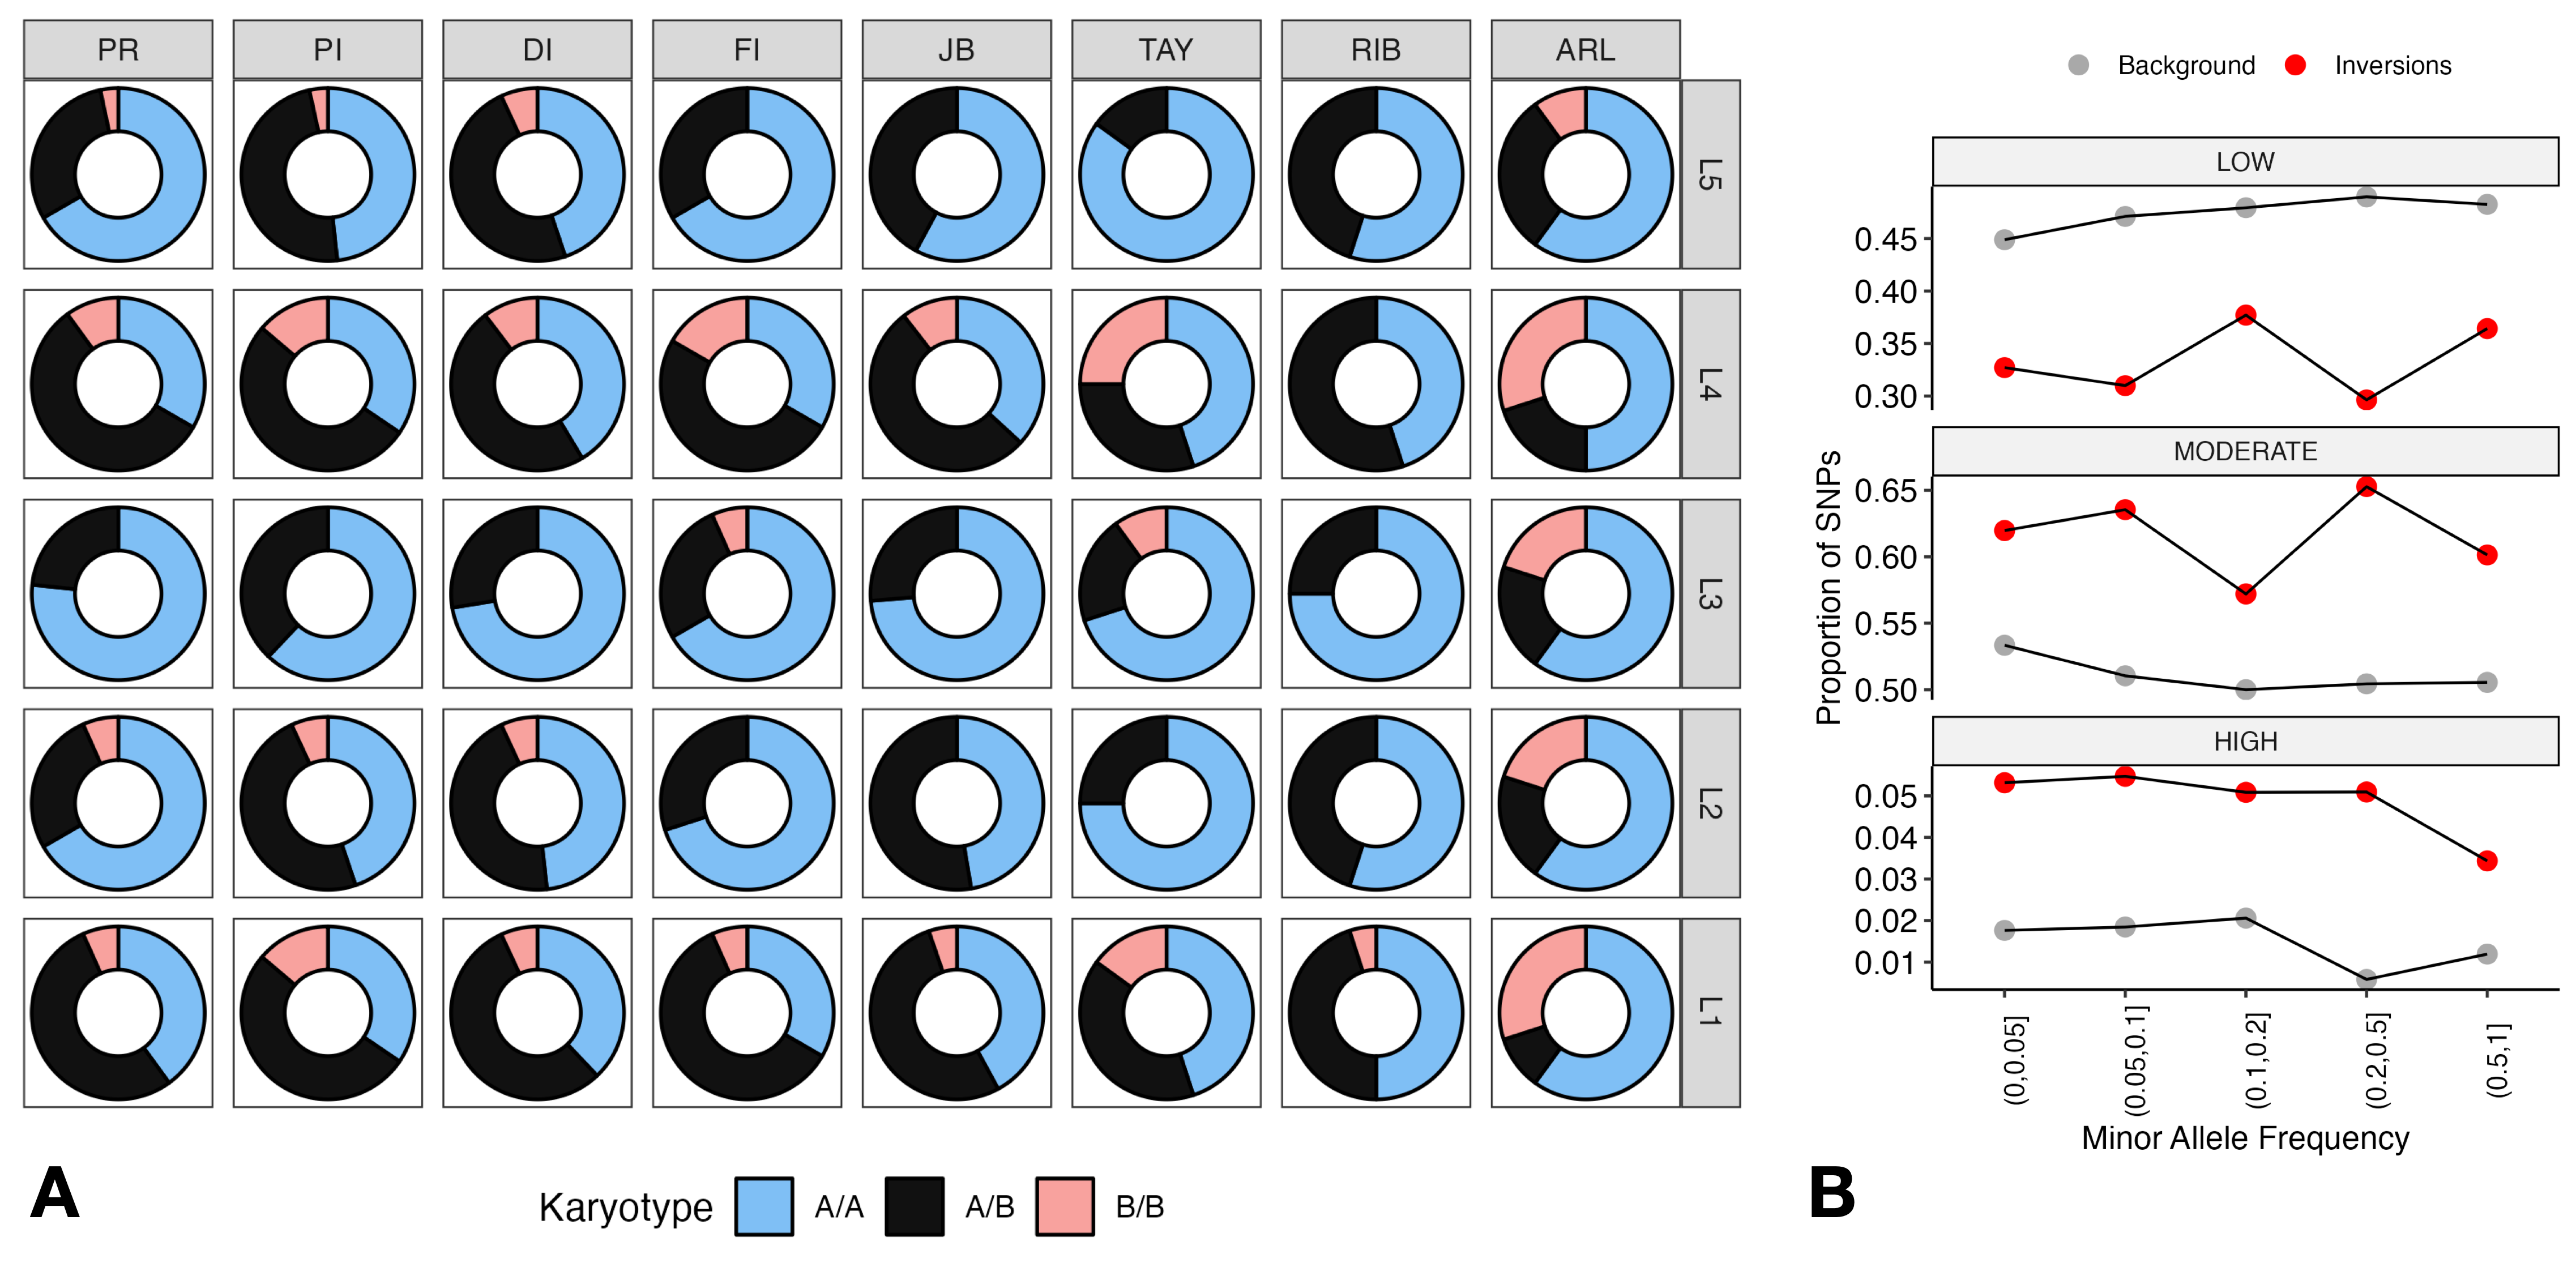 PR PI DI FI JB TAY RIB ARL
L5
L4
L3
L2
L1
Karyotype A/A A/B B/B
A
Background Inversions
Proportion of SNPs
LOW
0.45
0.40
0.35
0.30
MODERATE
0.65
0.60
0.55
0.50
HIGH
0.05
0.04
0.03
0.02
0.01
(0,0.05] (0.05,0.1] (0.1,0.2] (0.2,0.5] (0.5,1]
Minor Allele Frequency
B